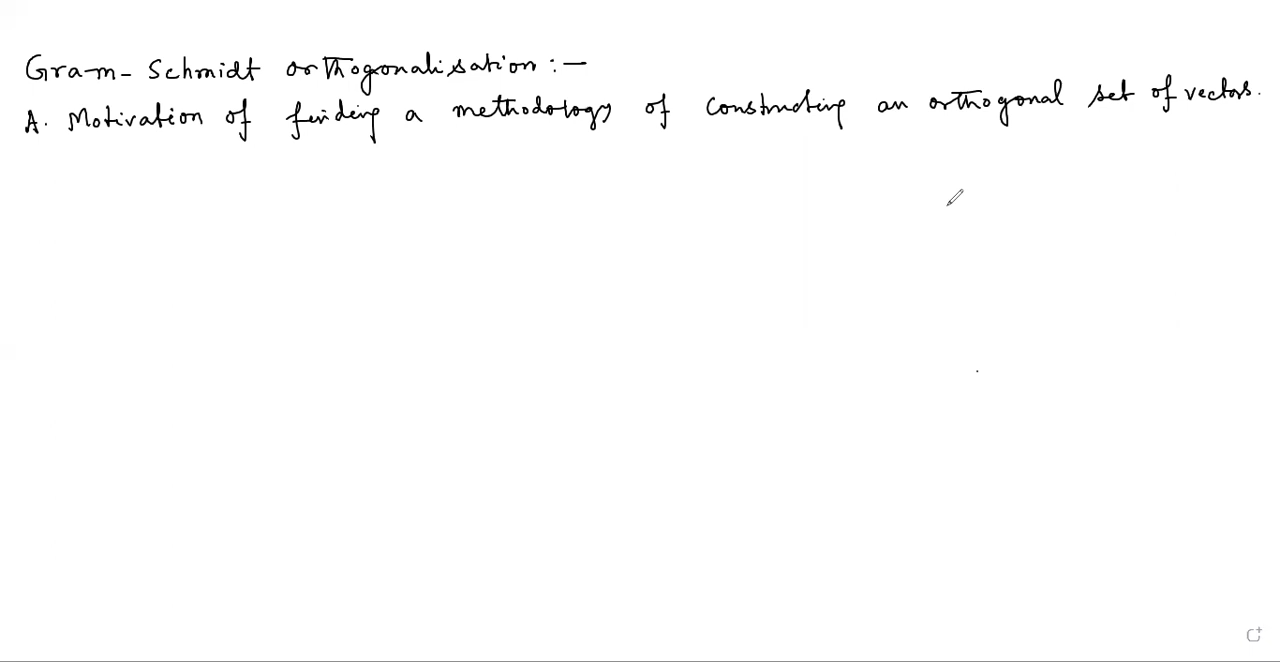 Gram-Schmidt orthogonalisation :-
A. Motivation of finding a methodology of constructing an orthogonal set of vectors.